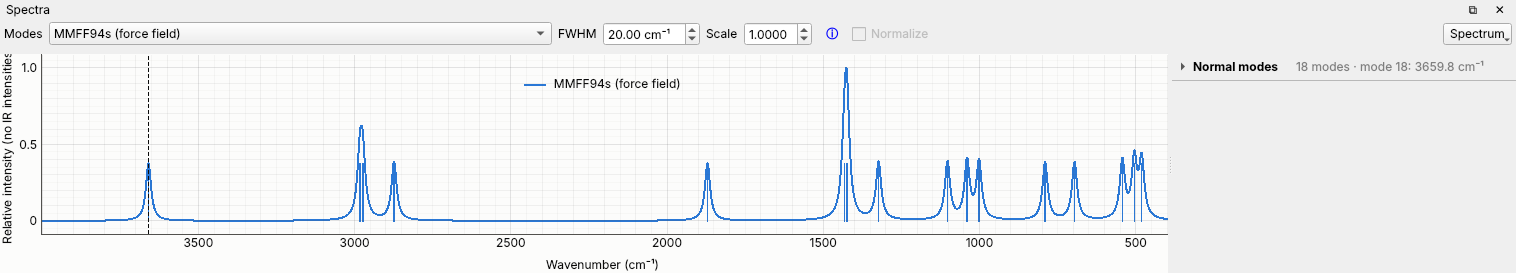 Spectra
Modes MMFF94s (force field) FWHM 20.00 cm⁻¹ Scale 1.0000 Normalize Spectrum
Relative intensity (no IR intensities
1.0
0.5
0
MMFF94s (force field)
3500 3000 2500 2000 1500 1000 500
Wavenumber (cm⁻¹)
Normal modes 18 modes · mode 18: 3659.8 cm⁻¹